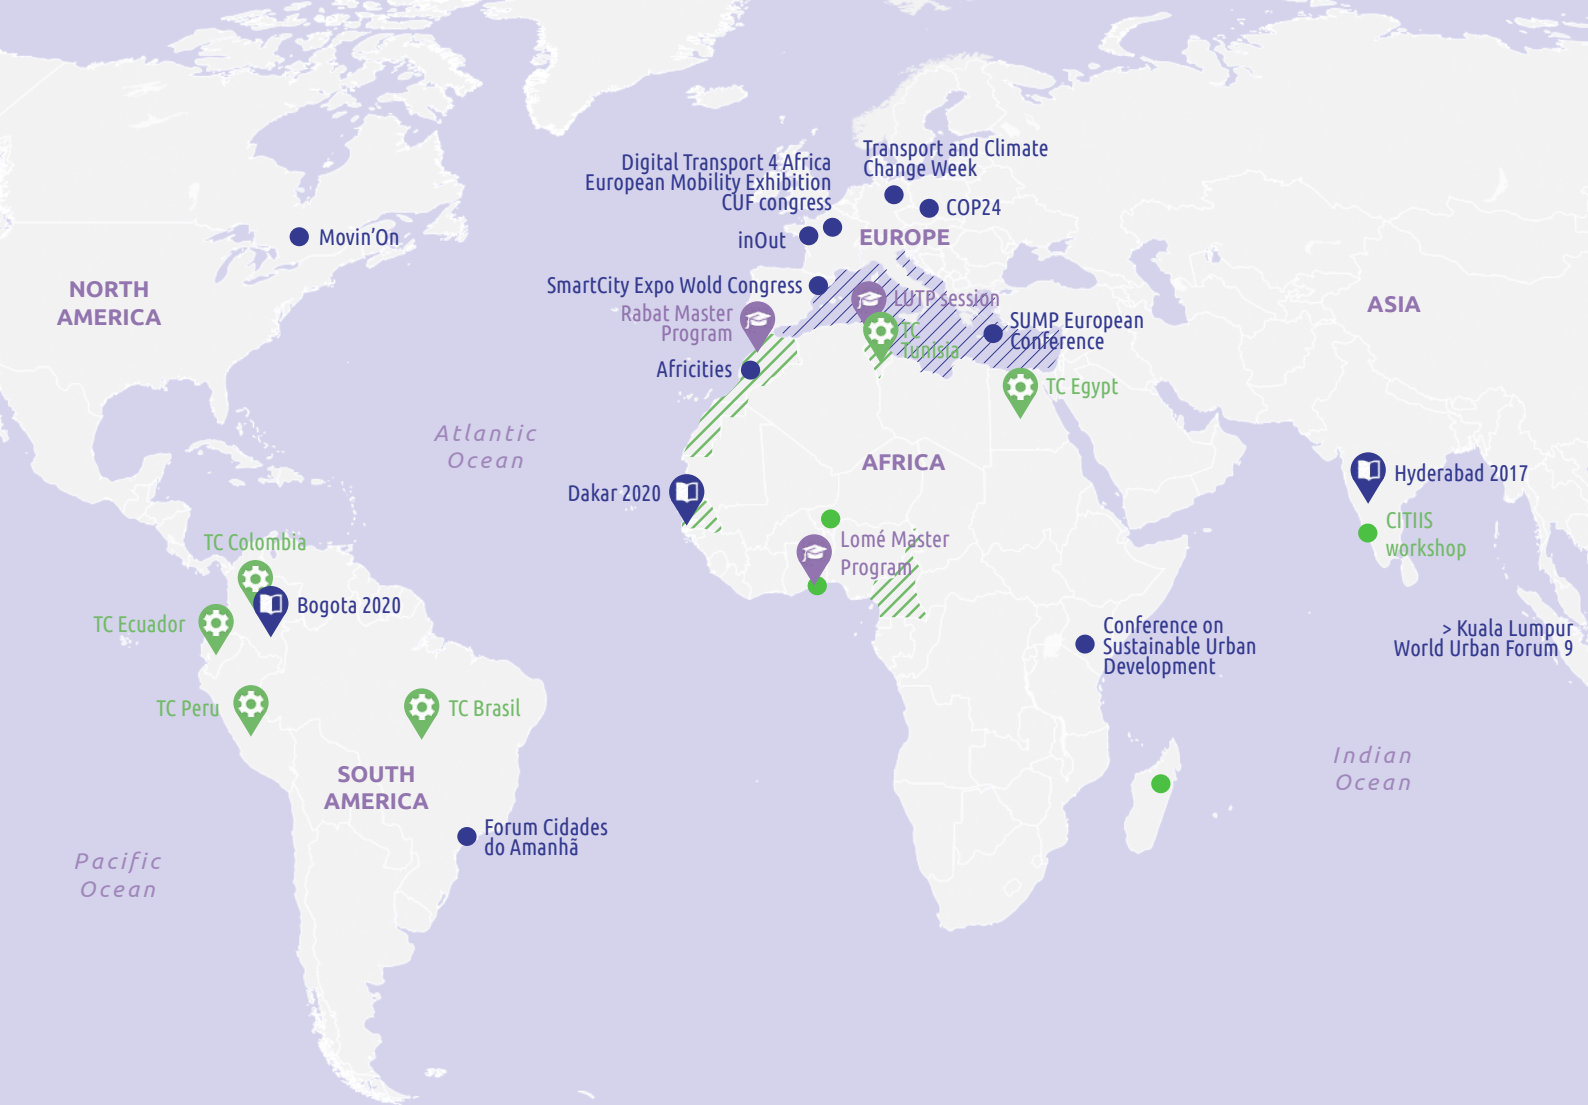 Digital Transport 4 Africa
European Mobility Exhibition
CUF congress
Transport and Climate
Change Week
COP24
inOut
EUROPE
Movin'On
NORTH
AMERICA
SmartCity Expo Wold Congress
LUTP session
ASIA
Rabat Master
Program
SUMP European
Conference
TC
Tunisia
Africities
TC Egypt
Atlantic
Ocean
AFRICA
Dakar 2020
Hyderabad 2017
CITIIS
workshop
TC Colombia
Lomé Master
Program
Bogota 2020
TC Ecuador
Conference on
Sustainable Urban
Development
> Kuala Lumpur
World Urban Forum 9
TC Peru
TC Brasil
SOUTH
AMERICA
Indian
Ocean
Forum Cidades
do Amanhã
Pacific
Ocean